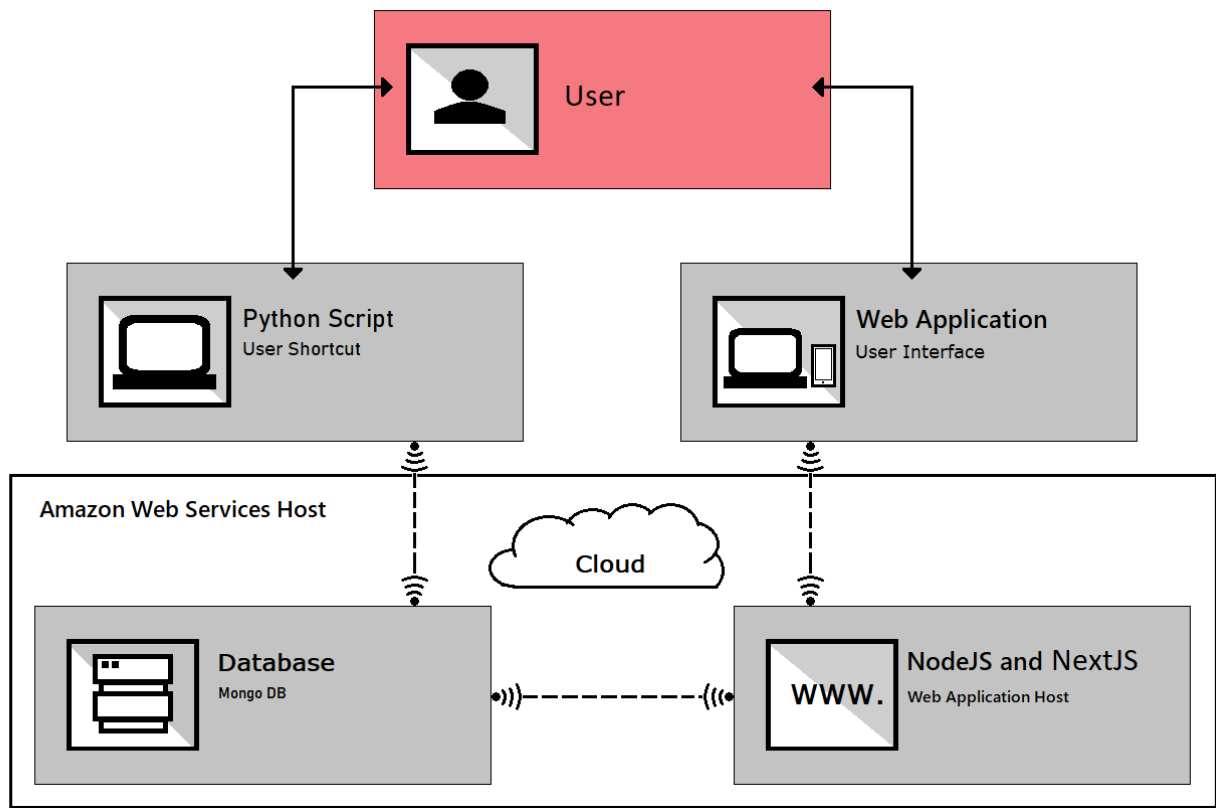 User
Python Script
User Shortcut
Web Application
User Interface
Amazon Web Services Host
Cloud
Database
Mongo DB
WWW.
NodeJS and NextJS
Web Application Host